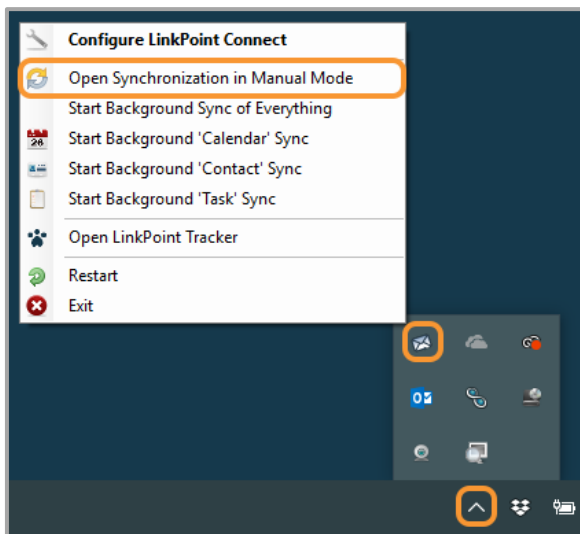 Configure LinkPoint Connect
Open Synchronization in Manual Mode
Start Background Sync of Everything
26
Start Background 'Calendar' Sync
Start Background 'Contact' Sync
Start Background 'Task' Sync
Open LinkPoint Tracker
Restart
Exit